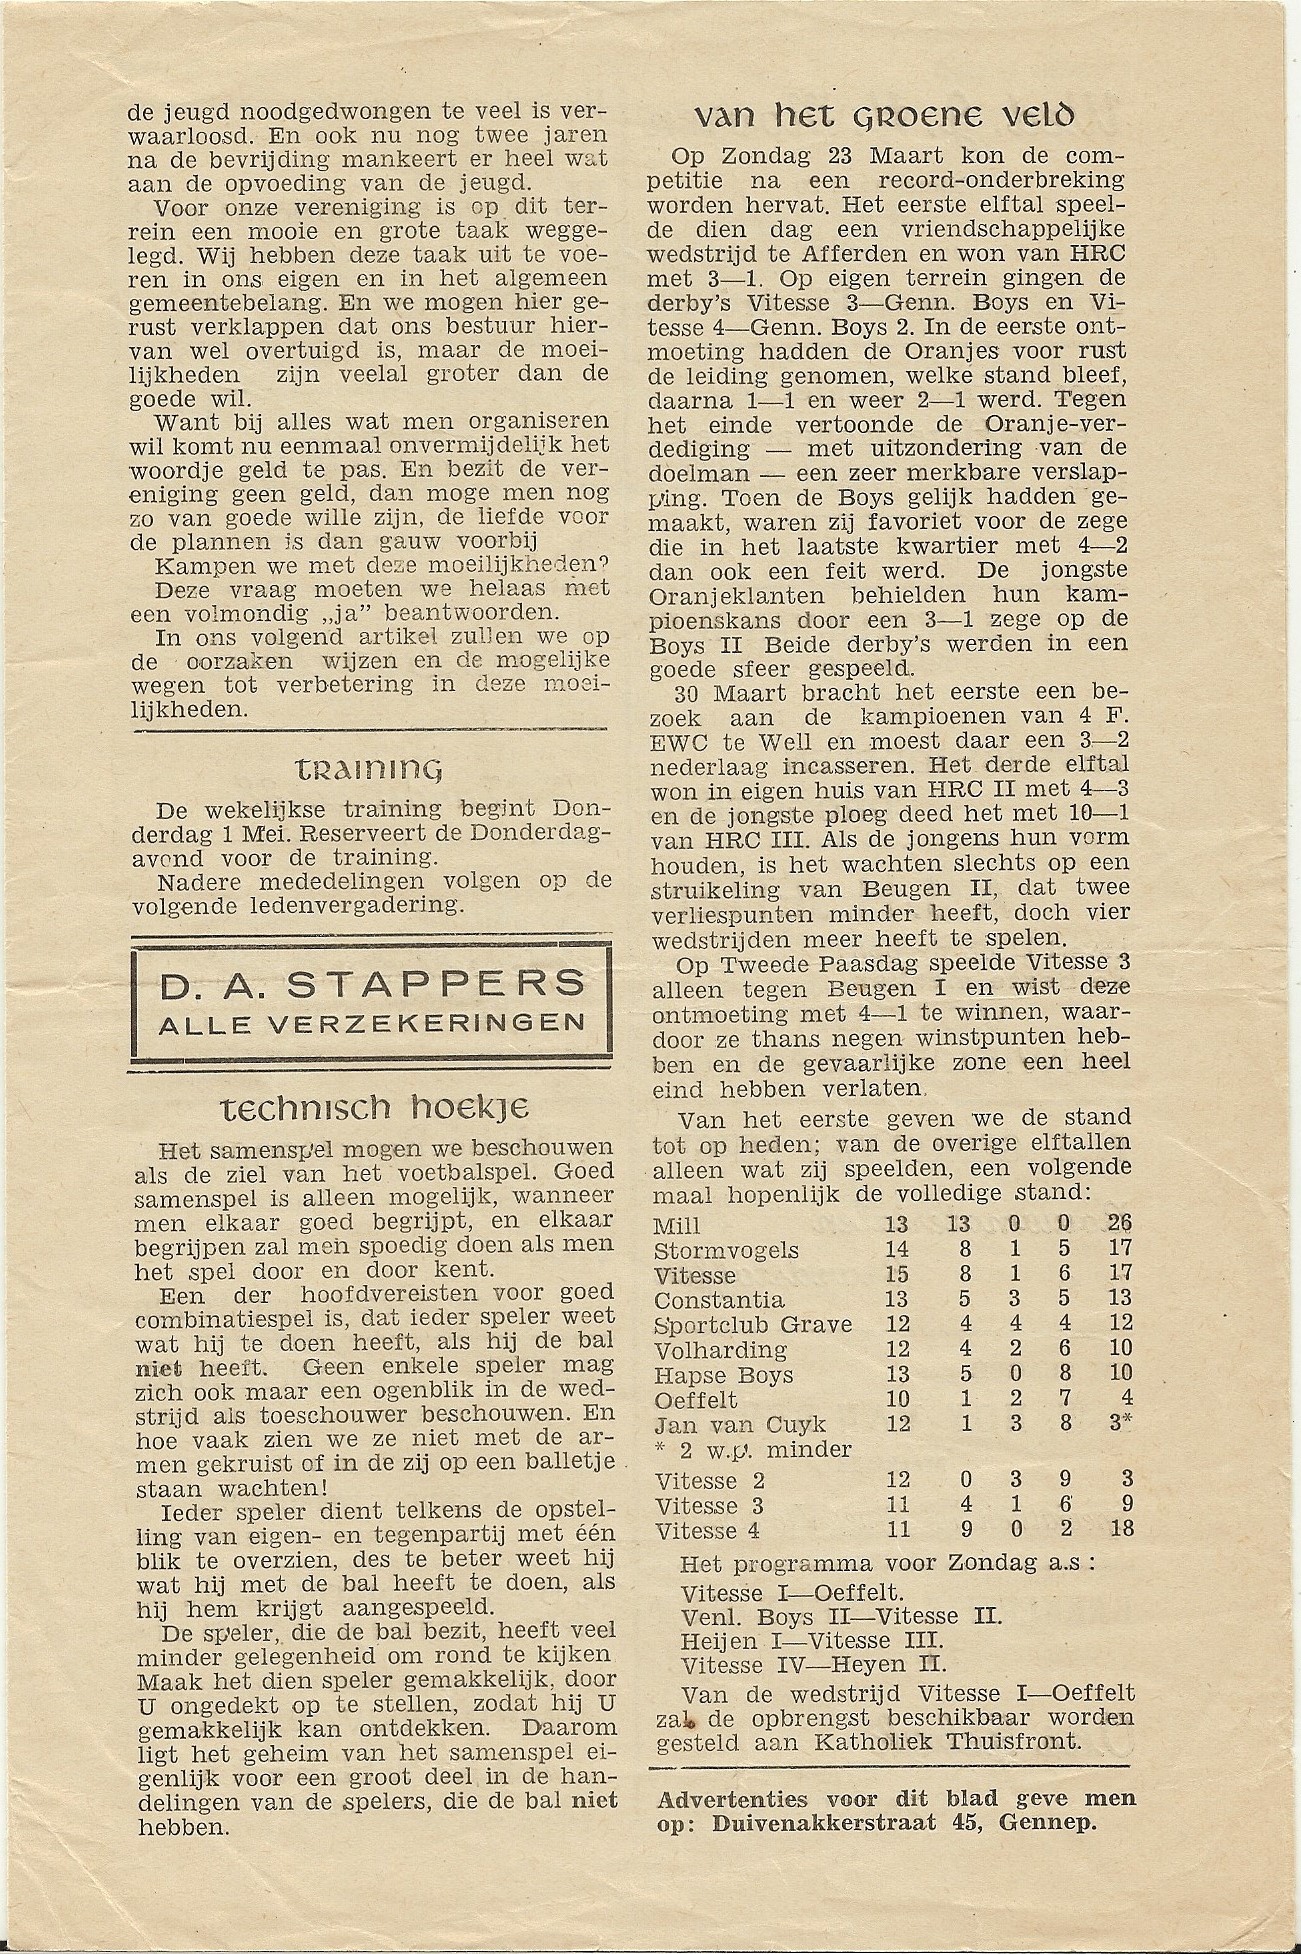 de jeugd noodgedwongen te veel is ver-
waarloosd. En ook nu nog twee jaren
na de bevrijding mankeert er heel wat
aan de opvoeding van de jeugd.
Voor onze vereniging is op dit ter-
rein een mooie en grote taak wegge-
legd. Wij hebben deze taak uit te voe-
ren in ons eigen en in het algemeen
gemeentebelang. En we mogen hier ge-
rust verklappen dat ons bestuur hier-
van wel overtuigd is, maar de moei-
lijkheden zijn veelal groter dan de
goede wil.
Want bij alles wat men organiseren
wil komt nu eenmaal onvermijdelijk het
woordje geld te pas. En bezit de ver-
eniging geen geld, dan moge men nog
zo van goede wille zijn, de liefde voor
de plannen is dan gauw voorbij
Kampen we met deze moeilijkheden?
Deze vraag moeten we helaas met
een volmondig „ja” beantwoorden.
In ons volgend artikel zullen we op
de oorzaken wijzen en de mogelijke
wegen tot verbetering in deze moei-
lijkheden.
TRAINING
De wekelijkse training begint Don-
derdag 1 Mei. Reserveert de Donderdag-
avond voor de training.
Nadere mededelingen volgen op de
volgende ledenvergadering.
D. A. STAPPERS
ALLE VERZEKERINGEN
TECHNISCH HOEKJE
Het samenspel mogen we beschouwen
als de ziel van het voetbalspel. Goed
samenspel is alleen mogelijk, wanneer
men elkaar goed begrijpt, en elkaar
begrijpen zal men spoedig doen als men
het spel door en door kent.
Een der hoofdvereisten voor goed
combinatiespel is, dat ieder speler weet
wat hij te doen heeft, als hij de bal
niet heeft. Geen enkele speler mag
zich ook maar een ogenblik in de wed-
strijd als toeschouwer beschouwen. En
hoe vaak zien we ze niet met de ar-
men gekruist of in de zij op een balletje
staan wachten!
Ieder speler dient telkens de opstel-
ling van eigen- en tegenpartij met één
blik te overzien, des te beter weet hij
wat hij met de bal heeft te doen, als
hij hem krijgt aangespeeld.
De speler, die de bal bezit, heeft veel
minder gelegenheid om rond te kijken
Maak het dien speler gemakkelijk, door
U ongedekt op te stellen, zodat hij U
gemakkelijk kan ontdekken. Daarom
ligt het geheim van het samenspel ei-
genlijk voor een groot deel in de han-
delingen van de spelers, die de bal niet
hebben.
VAN HET GROENE VELD
Op Zondag 23 Maart kon de com-
petitie na een record-onderbreking
worden hervat. Het eerste elftal speel-
de dien dag een vriendschappelijke
wedstrijd te Afferden en won van HRC
met 3—1. Op eigen terrein gingen de
derby's Vitesse 3—Genn. Boys en Vi-
tesse 4—Genn. Boys 2. In de eerste ont-
moeting hadden de Oranjes voor rust
de leiding genomen, welke stand bleef,
daarna 1—1 en weer 2—1 werd. Tegen
het einde vertoonde de Oranje-ver-
dediging — met uitzondering van de
doelman — een zeer merkbare verslap-
ping. Toen de Boys gelijk hadden ge-
maakt, waren zij favoriet voor de zege
die in het laatste kwartier met 4—2
dan ook een feit werd. De jongste
Oranjeklanten behielden hun kam-
pioenskans door een 3—1 zege op de
Boys II Beide derby's werden in een
goede sfeer gespeeld.
30 Maart bracht het eerste een be-
zoek aan de kampioenen van 4 F.
EWC te Well en moest daar een 3—2
nederlaag incasseren. Het derde elftal
won in eigen huis van HRC II met 4—3
en de jongste ploeg deed het met 10—1
van HRC III. Als de jongens hun vorm
houden, is het wachten slechts op een
struikeling van Beugen II, dat twee
verliespunten minder heeft, doch vier
wedstrijden meer heeft te spelen.
Op Tweede Paasdag speelde Vitesse 3
alleen tegen Beugen I en wist deze
ontmoeting met 4—1 te winnen, waar-
door ze thans negen winstpunten heb-
ben en de gevaarlijke zone een heel
eind hebben verlaten.
Van het eerste geven we de stand
tot op heden; van de overige elftallen
alleen wat zij speelden, een volgende
maal hopenlijk de volledige stand:
Mill 13 13 0 0 26
Stormvogels 14 8 1 5 17
Vitesse 15 8 1 6 17
Constantia 13 5 3 5 13
Sportclub Grave 12 4 4 4 12
Volharding 12 4 2 6 10
Hapse Boys 13 5 0 8 10
Oeffelt 10 1 2 7 4
Jan van Cuyk 12 1 3 8 3*
* 2 w.p. minder
Vitesse 2 12 0 3 9 3
Vitesse 3 11 4 1 6 9
Vitesse 4 11 9 0 2 18
Het programma voor Zondag a.s :
Vitesse I—Oeffelt.
Venl. Boys II—Vitesse II.
Heijen I—Vitesse III.
Vitesse IV—Heyen II.
Van de wedstrijd Vitesse I—Oeffelt
zal de opbrengst beschikbaar worden
gesteld aan Katholiek Thuisfront.
Advertenties voor dit blad geve men
op: Duivenakkerstraat 45, Gennep.